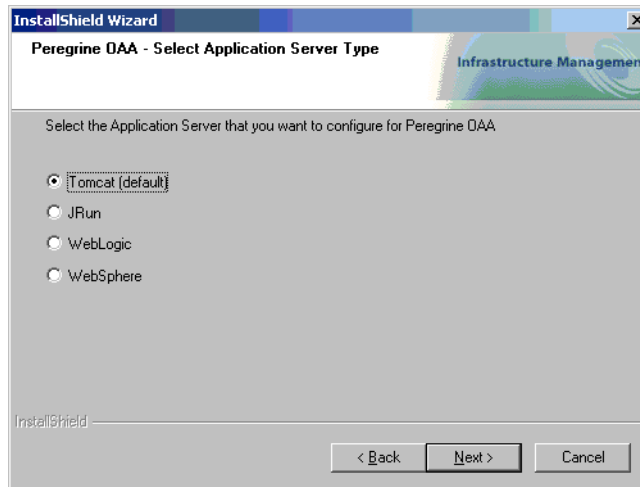 InstallShield Wizard
Peregrine OAA - Select Application Server Type
Infrastructure Managemen
Select the Application Server that you want to configure for Peregrine OAA
Tomcat (default)
JRun
WebLogic
WebSphere
InstallShield
< Back
Next >
Cancel